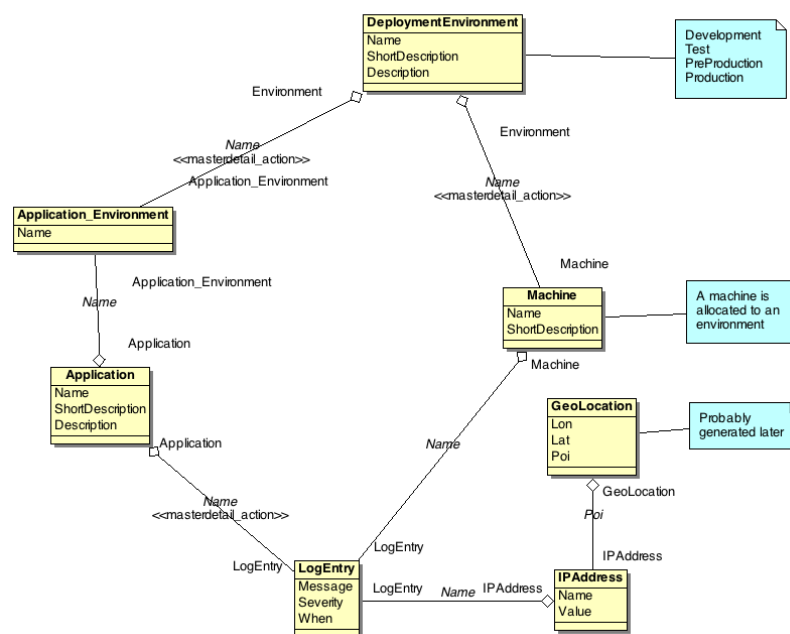 DeploymentEnvironment
Name
ShortDescription
Description
Development
Test
PreProduction
Production
Environment
Name
<<masterdetail_action>>
Application_Environment
Environment
Name
<<masterdetail_action>>
Application_Environment
Name
Application_Environment
Name
Application
Machine
Machine
Name
ShortDescription
A machine is
allocated to an
environment
Machine
Application
Name
ShortDescription
Description
Application
Name
<<masterdetail_action>>
LogEntry
Name
LogEntry
GeoLocation
Lon
Lat
Poi
Probably
generated later
GeoLocation
Poi
IPAddress
LogEntry
Message
Severity
When
LogEntry
Name
IPAddress
IPAddress
Name
Value